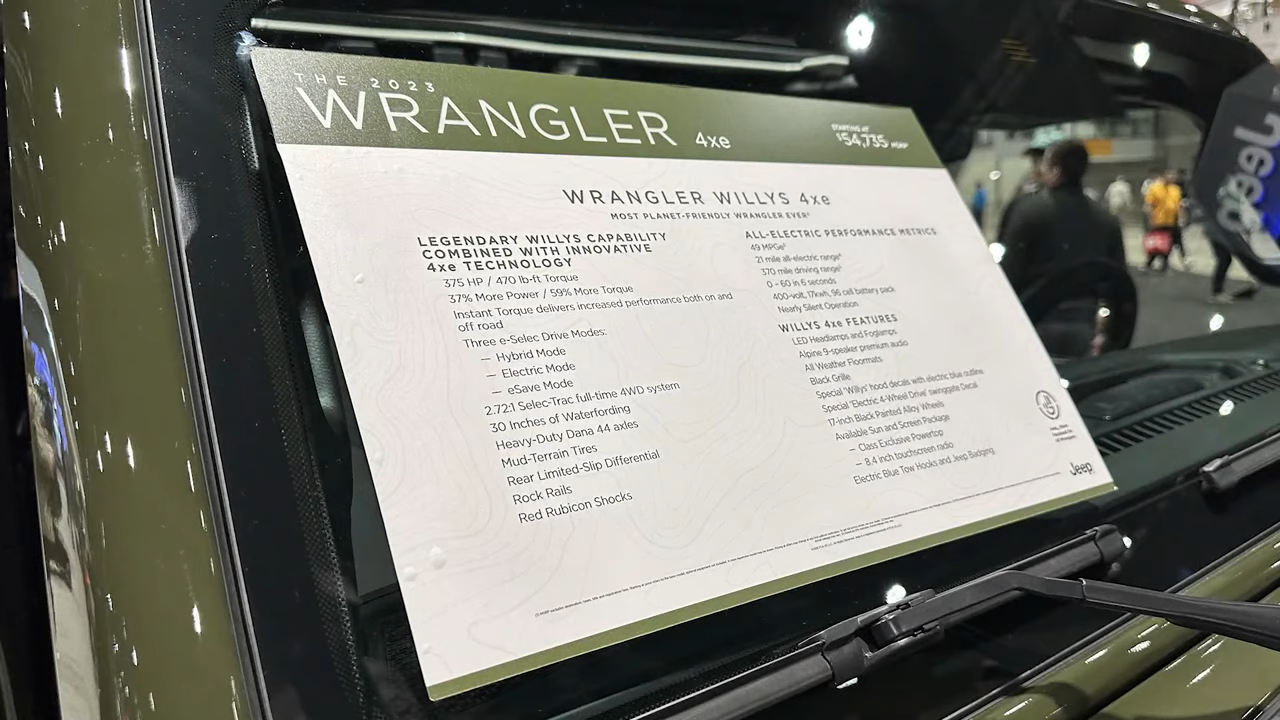 THE 2023
WRANGLER 4xe
STARTING AT
$54,735 MSRP
WRANGLER WILLYS 4xe
MOST PLANET-FRIENDLY WRANGLER EVER
LEGENDARY WILLYS CAPABILITY
COMBINED WITH INNOVATIVE
4xe TECHNOLOGY
375 HP / 470 lb-ft Torque
37% More Power / 59% More Torque
Instant Torque delivers increased performance both on and
off road
Three e-Selec Drive Modes:
— Hybrid Mode
— Electric Mode
— eSave Mode
2.72:1 Selec-Trac full-time 4WD system
30 Inches of Waterfording
Heavy-Duty Dana 44 axles
Mud-Terrain Tires
Rear Limited-Slip Differential
Rock Rails
Red Rubicon Shocks
ALL-ELECTRIC PERFORMANCE METRICS
49 MPGe
21 mile all-electric range
370 mile driving range
0 – 60 in 6 seconds
400-volt, 17kwh, 96 cell battery pack
Nearly Silent Operation
WILLYS 4xe FEATURES
LED Headlamps and Foglamps
Alpine 9-speaker premium audio
All Weather Floormats
Black Grille
Special 'Willys' hood decals with electric blue outline
Special 'Electric 4-Wheel Drive' swinggate Decal
17-inch Black Painted Alloy Wheels
Available Sun and Screen Package
— Class Exclusive Powertop
— 8.4 inch touchscreen radio
Electric Blue Tow Hooks and Jeep Badging
Jeep
Jeep